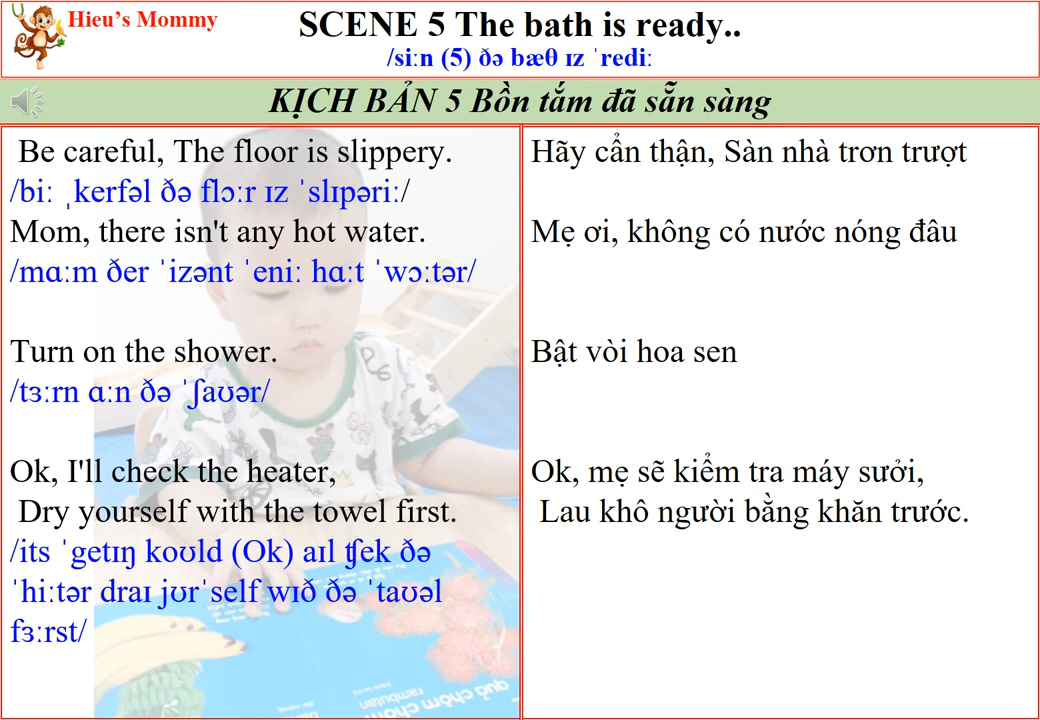 Hieu’s Mommy
SCENE 5 The bath is ready..
/siːn (5) ðə bæθ ɪz ˈrediː
KỊCH BẢN 5 Bồn tắm đã sẵn sàng
Be careful, The floor is slippery.
/biː ˌkerfəl ðə flɔːr ɪz ˈslɪpəriː/
Mom, there isn't any hot water.
/mɑːm ðer ˈizənt ˈeniː hɑːt ˈwɔːtər/
Turn on the shower.
/tɜːrn ɑːn ðə ˈʃaʊər/
Ok, I'll check the heater,
Dry yourself with the towel first.
/its ˈgetɪŋ koʊld (Ok) aɪl ʧek ðə
ˈhiːtər draɪ jʊrˈself wɪð ðə ˈtaʊəl
fɜːrst/
Hãy cẩn thận, Sàn nhà trơn trượt
Mẹ ơi, không có nước nóng đâu
Bật vòi hoa sen
Ok, mẹ sẽ kiểm tra máy sưởi,
Lau khô người bằng khăn trước.
quả chôm chôm
rambutan